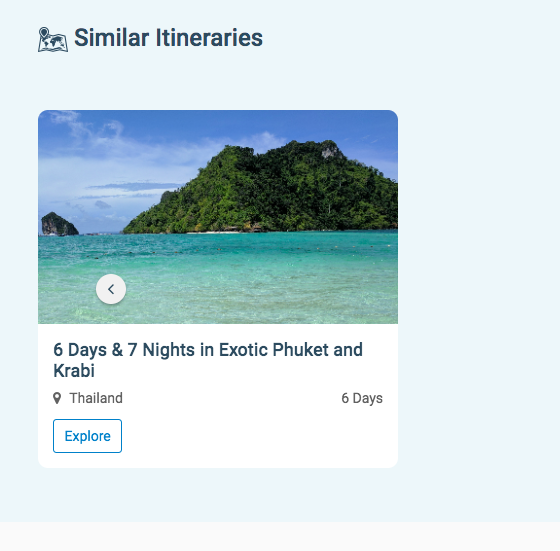 Similar Itineraries
6 Days & 7 Nights in Exotic Phuket and
Krabi
Thailand
6 Days
Explore